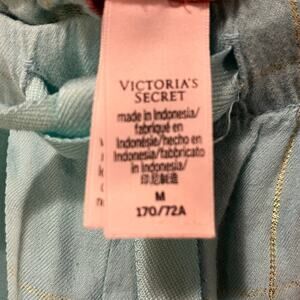 VICTORIA'S
SECRET
made in Indonesia/
fabriqué en
Indonésie/hecho en
Indonesia/fabbricato
in Indonesia/
印尼制造
M
170/72A